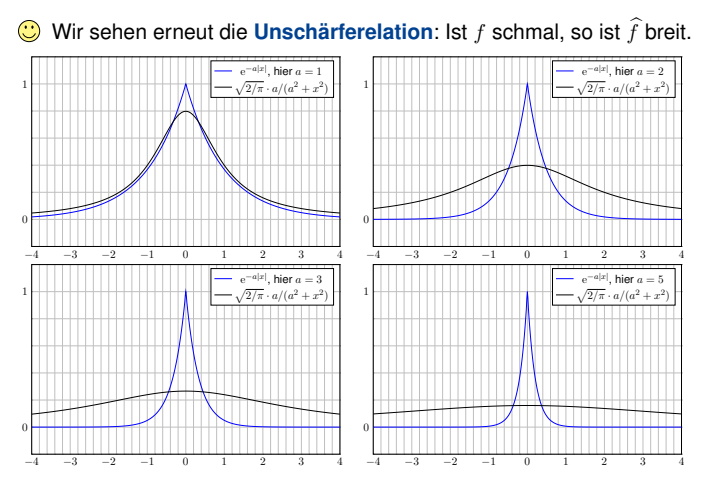 Wir sehen erneut die Unschärferelation: Ist f schmal, so ist f̂ breit.
e^{−a|x|}, hier a = 1
√(2/π) · a/(a² + x²)
1
0
−4 −3 −2 −1 0 1 2 3 4
e^{−a|x|}, hier a = 2
√(2/π) · a/(a² + x²)
1
0
−4 −3 −2 −1 0 1 2 3 4
e^{−a|x|}, hier a = 3
√(2/π) · a/(a² + x²)
1
0
−4 −3 −2 −1 0 1 2 3 4
e^{−a|x|}, hier a = 5
√(2/π) · a/(a² + x²)
1
0
−4 −3 −2 −1 0 1 2 3 4